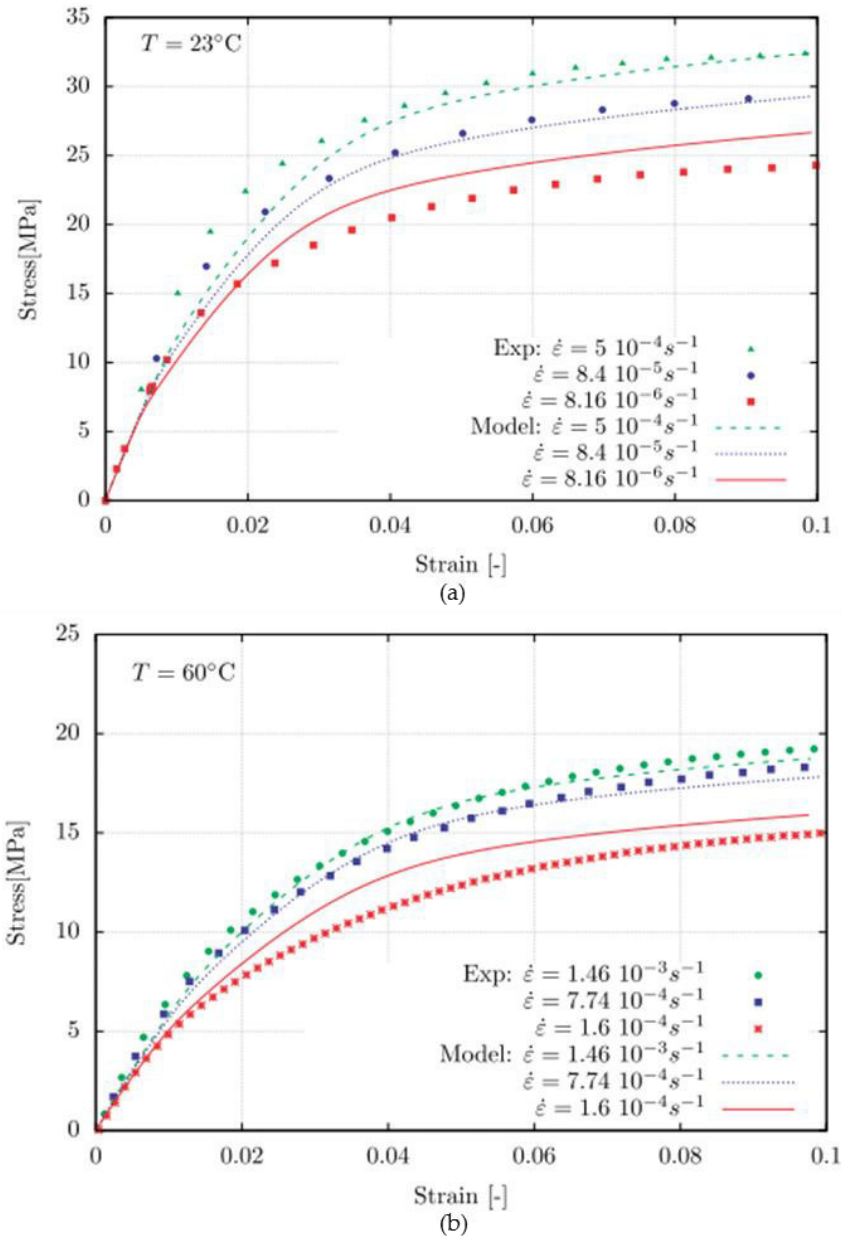 35
T = 23°C
30
25
20
Stress[MPa]
15
10
5
0
Exp: ε̇ = 5 10⁻⁴s⁻¹
ε̇ = 8.4 10⁻⁵s⁻¹
ε̇ = 8.16 10⁻⁶s⁻¹
Model: ε̇ = 5 10⁻⁴s⁻¹
ε̇ = 8.4 10⁻⁵s⁻¹
ε̇ = 8.16 10⁻⁶s⁻¹
0 0.02 0.04 0.06 0.08 0.1
Strain [-]
(a)
25
T = 60°C
20
15
Stress[MPa]
10
5
0
Exp: ε̇ = 1.46 10⁻³s⁻¹
ε̇ = 7.74 10⁻⁴s⁻¹
ε̇ = 1.6 10⁻⁴s⁻¹
Model: ε̇ = 1.46 10⁻³s⁻¹
ε̇ = 7.74 10⁻⁴s⁻¹
ε̇ = 1.6 10⁻⁴s⁻¹
0 0.02 0.04 0.06 0.08 0.1
Strain [-]
(b)